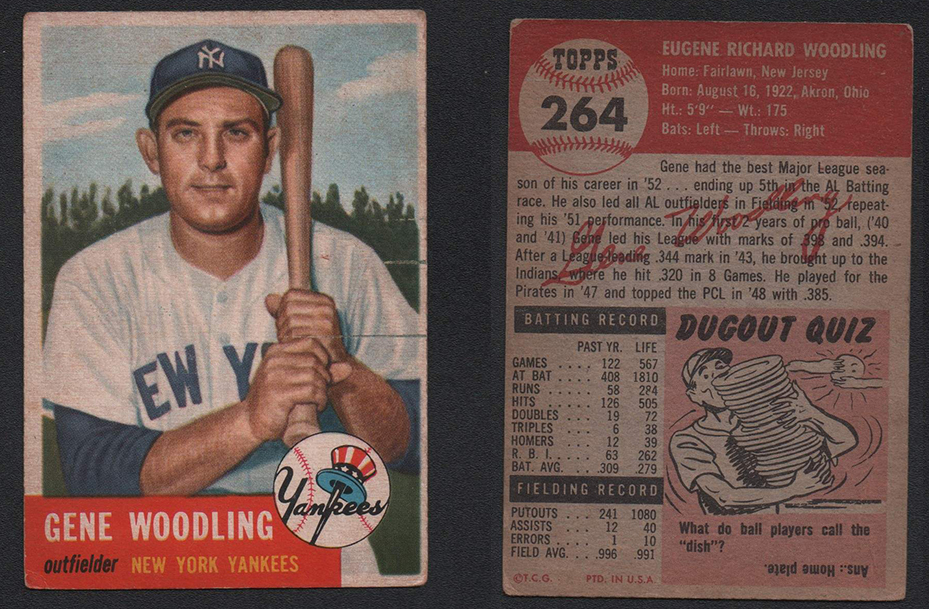 NY
EW Y
Yankees
GENE WOODLING
outfielder NEW YORK YANKEES
TOPPS
264
EUGENE RICHARD WOODLING
Home: Fairlawn, New Jersey
Born: August 16, 1922, Akron, Ohio
Ht.: 5'9" — Wt.: 175
Bats: Left — Throws: Right
Gene had the best Major League sea-
son of his career in '52 . . . ending up 5th in the AL Batting
race. He also led all AL outfielders in Fielding in '52, repeat-
ing his '51 performance. In his first 2 years of pro ball, ('40
and '41) Gene led his League with marks of .398 and .394.
After a League-leading .344 mark in '43, he brought up to the
Indians, where he hit .320 in 8 Games. He played for the
Pirates in '47 and topped the PCL in '48 with .385.
Gene Woodling
BATTING RECORD
PAST YR. LIFE
GAMES . . . . 122 567
AT BAT . . . . 408 1810
RUNS . . . . 58 284
HITS . . . . 126 505
DOUBLES . . . 19 72
TRIPLES . . . 6 38
HOMERS . . . 12 39
R. B. I. . . . . 63 262
BAT. AVG. . . . .309 .279
FIELDING RECORD
PUTOUTS . . . 241 1080
ASSISTS . . . 12 40
ERRORS . . . 1 10
FIELD AVG. . . .996 .991
©T.C.G. PTD. IN U.S.A.
DUGOUT QUIZ
What do ball players call the
"dish"?
Ans.: Home plate.